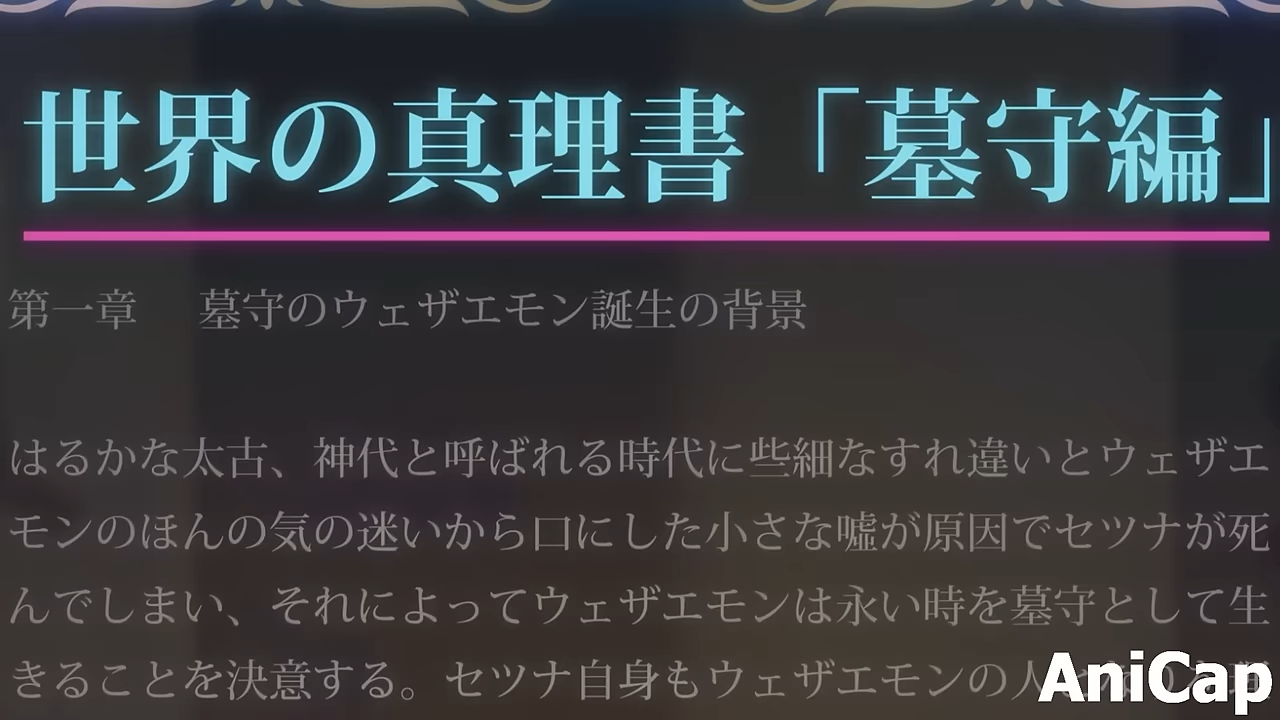 世界の真理書「墓守編」
第一章　墓守のウェザエモン誕生の背景
はるかな太古、神代と呼ばれる時代に些細なすれ違いとウェザエ
モンのほんの気の迷いから口にした小さな嘘が原因でセツナが死
んでしまい、それによってウェザエモンは永い時を墓守として生
きることを決意する。セツナ自身もウェザエモンの人
AniCap